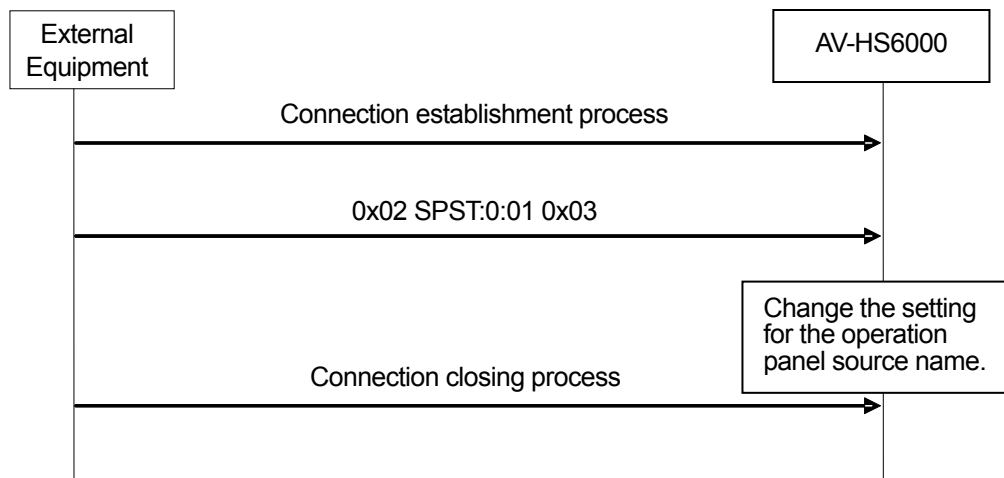 External
Equipment
AV-HS6000
Connection establishment process
0x02 SPST:0:01 0x03
Change the setting
for the operation
panel source name.
Connection closing process